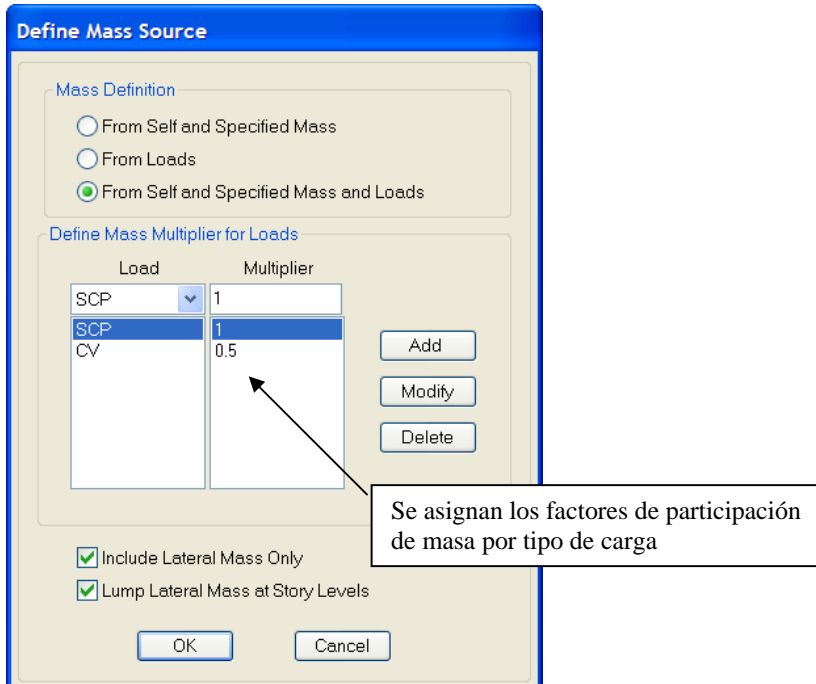 Define Mass Source
Mass Definition
From Self and Specified Mass
From Loads
From Self and Specified Mass and Loads
Define Mass Multiplier for Loads
Load Multiplier
SCP 1
SCP 1
CV 0.5
Add
Modify
Delete
Se asignan los factores de participación
de masa por tipo de carga
Include Lateral Mass Only
Lump Lateral Mass at Story Levels
OK Cancel